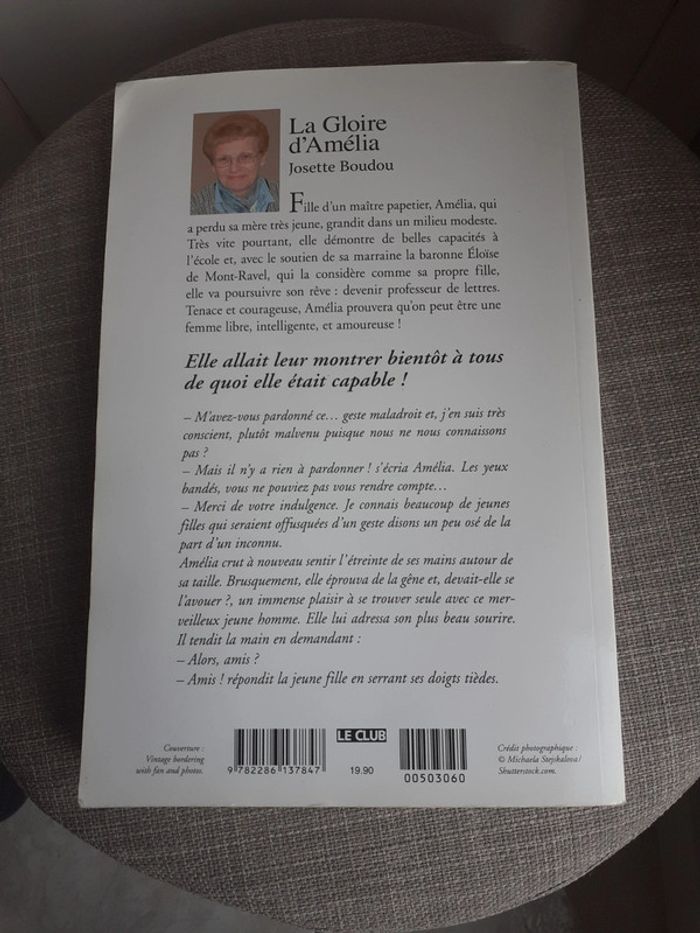 La Gloire
d'Amélia
Josette Boudou
Fille d'un maître papetier, Amélia, qui
a perdu sa mère très jeune, grandit dans un milieu modeste.
Très vite pourtant, elle démontre de belles capacités à
l'école et, avec le soutien de sa marraine la baronne Éloïse
de Mont-Ravel, qui la considère comme sa propre fille,
elle va poursuivre son rêve : devenir professeur de lettres.
Tenace et courageuse, Amélia prouvera qu'on peut être une
femme libre, intelligente, et amoureuse !
Elle allait leur montrer bientôt à tous
de quoi elle était capable !
– M'avez-vous pardonné ce… geste maladroit et, j'en suis très
conscient, plutôt malvenu puisque nous ne nous connaissons
pas ?
– Mais il n'y a rien à pardonner ! s'écria Amélia. Les yeux
bandés, vous ne pouviez pas vous rendre compte…
– Merci de votre indulgence. Je connais beaucoup de jeunes
filles qui seraient offusquées d'un geste disons un peu osé de la
part d'un inconnu.
Amélia crut à nouveau sentir l'étreinte de ses mains autour de
sa taille. Brusquement, elle éprouva de la gêne et, devait-elle se
l'avouer ?, un immense plaisir à se trouver seule avec ce mer-
veilleux jeune homme. Elle lui adressa son plus beau sourire.
Il tendit la main en demandant :
– Alors, amis ?
– Amis ! répondit la jeune fille en serrant ses doigts tièdes.
Couverture :
Vintage bordering
with fan and photos.
9 782286 137847
LE CLUB
19.90
00503060
Crédit photographique :
© Michaela Stejskalova/
Shutterstock.com.